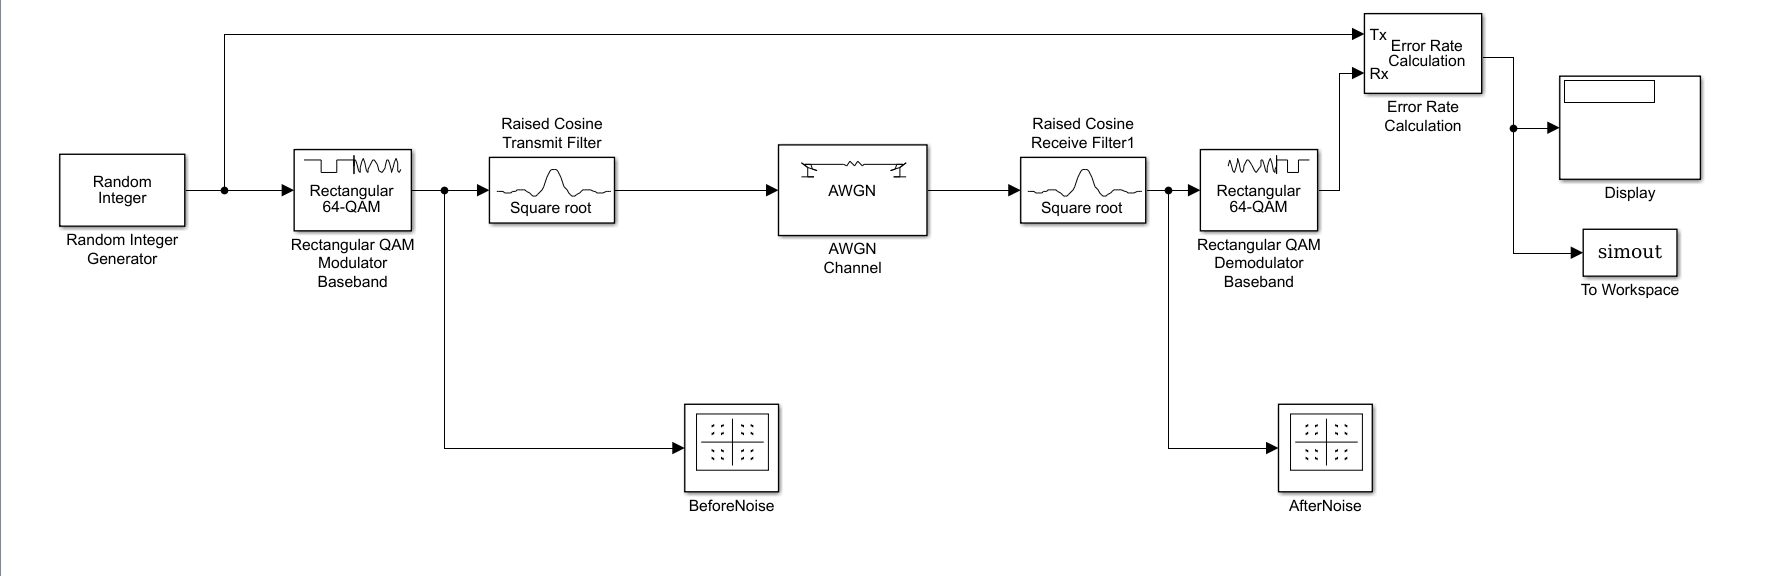 Tx
Error Rate
Calculation
Rx
Error Rate
Calculation
Raised Cosine
Transmit Filter
Raised Cosine
Receive Filter1
Random
Integer
Rectangular
64-QAM
Square root
AWGN
Square root
Rectangular
64-QAM
Display
Random Integer
Generator
Rectangular QAM
Modulator
Baseband
AWGN
Channel
Rectangular QAM
Demodulator
Baseband
simout
To Workspace
BeforeNoise
AfterNoise